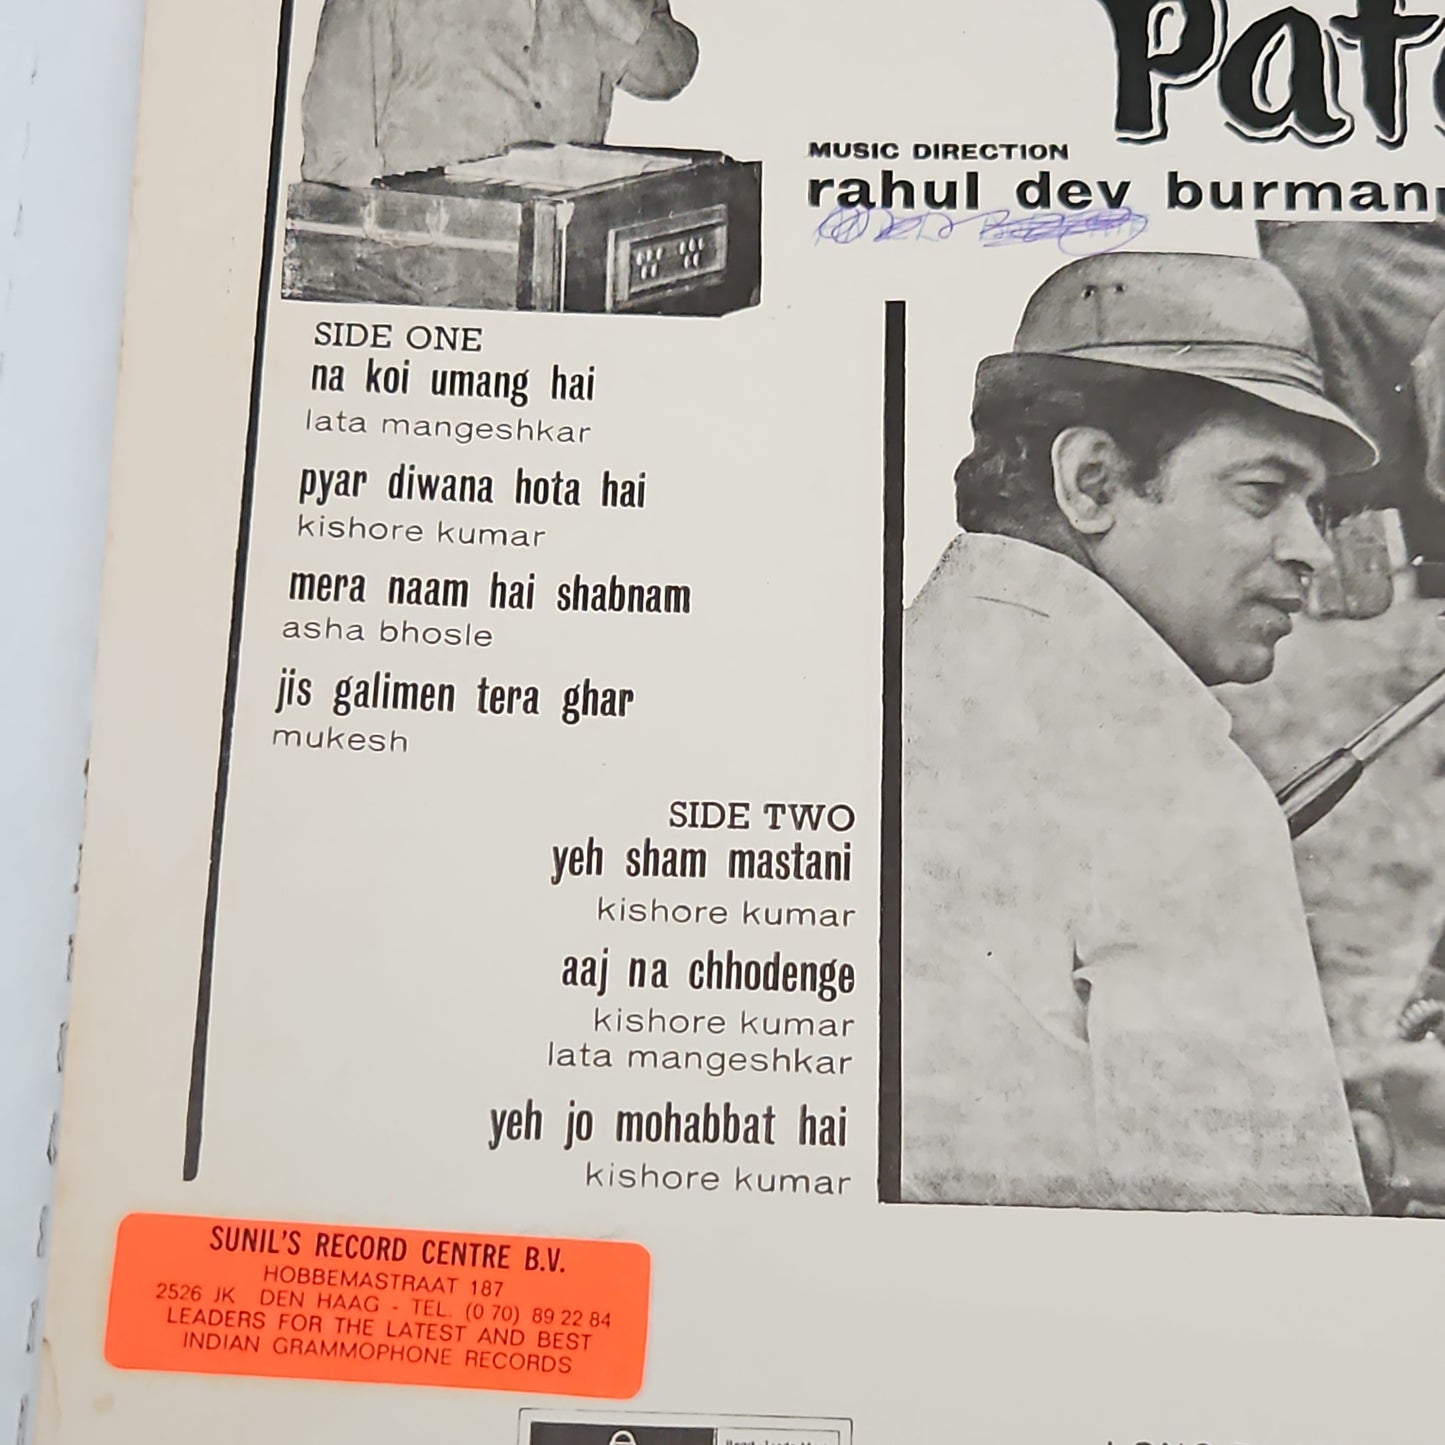 Pat
MUSIC DIRECTION
rahul dev burman
SIDE ONE
na koi umang hai
lata mangeshkar
pyar diwana hota hai
kishore kumar
mera naam hai shabnam
asha bhosle
jis galimen tera ghar
mukesh
SIDE TWO
yeh sham mastani
kishore kumar
aaj na chhodenge
kishore kumar
lata mangeshkar
yeh jo mohabbat hai
kishore kumar
SUNIL'S RECORD CENTRE B.V.
HOBBEMASTRAAT 187
2526 JK DEN HAAG - TEL. (0 70) 89 22 84
LEADERS FOR THE LATEST AND BEST
INDIAN GRAMMOPHONE RECORDS